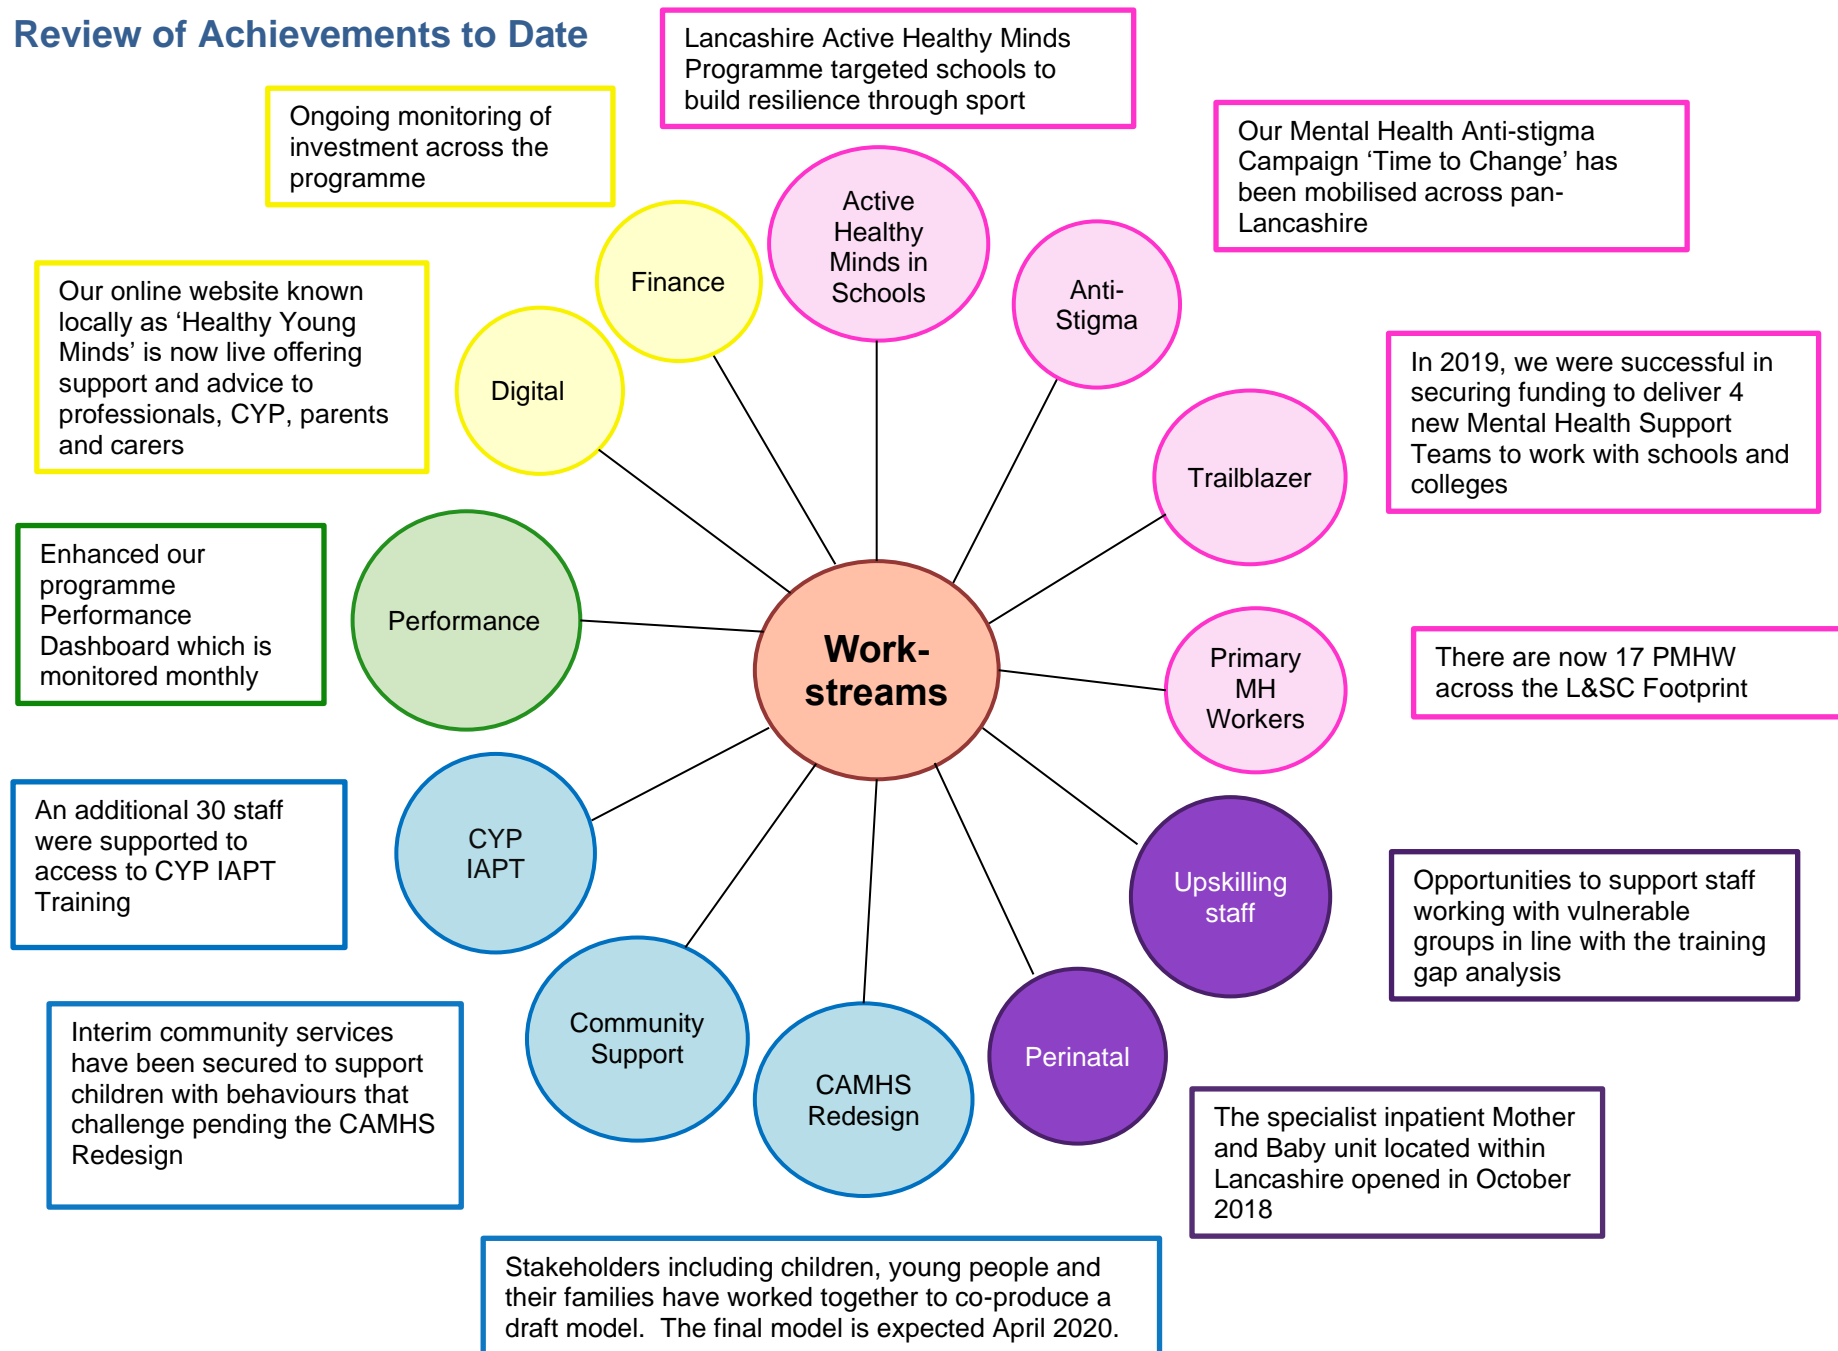 Review of Achievements to Date
Lancashire Active Healthy Minds
Programme targeted schools to
build resilience through sport
Ongoing monitoring of
investment across the
programme
Our Mental Health Anti-stigma
Campaign ‘Time to Change’ has
been mobilised across pan-
Lancashire
Active
Healthy
Minds in
Schools
Finance
Anti-
Stigma
Our online website known
locally as ‘Healthy Young
Minds’ is now live offering
support and advice to
professionals, CYP, parents
and carers
Digital
In 2019, we were successful in
securing funding to deliver 4
new Mental Health Support
Teams to work with schools and
colleges
Trailblazer
Enhanced our
programme
Performance
Dashboard which is
monitored monthly
Performance
Work-
streams
Primary
MH
Workers
There are now 17 PMHW
across the L&SC Footprint
An additional 30 staff
were supported to
access to CYP IAPT
Training
CYP
IAPT
Upskilling
staff
Opportunities to support staff
working with vulnerable
groups in line with the training
gap analysis
Interim community services
have been secured to support
children with behaviours that
challenge pending the CAMHS
Redesign
Community
Support
CAMHS
Redesign
Perinatal
The specialist inpatient Mother
and Baby unit located within
Lancashire opened in October
2018
Stakeholders including children, young people and
their families have worked together to co-produce a
draft model.  The final model is expected April 2020.